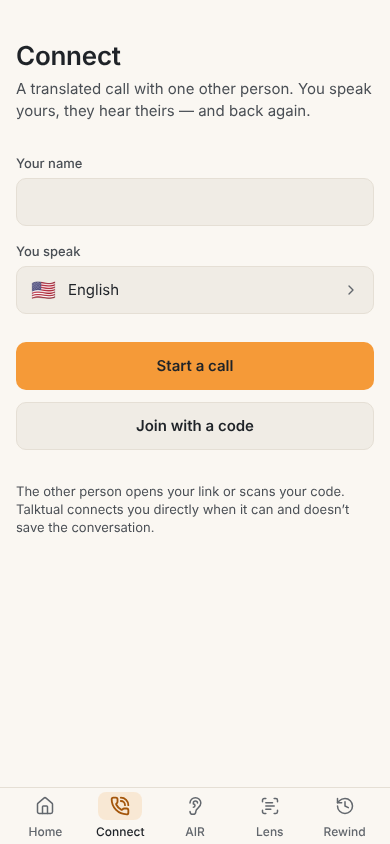 Connect
A translated call with one other person. You speak
yours, they hear theirs — and back again.
Your name
You speak
English
Start a call
Join with a code
The other person opens your link or scans your code.
Talktual connects you directly when it can and doesn’t
save the conversation.
Home
Connect
AIR
Lens
Rewind